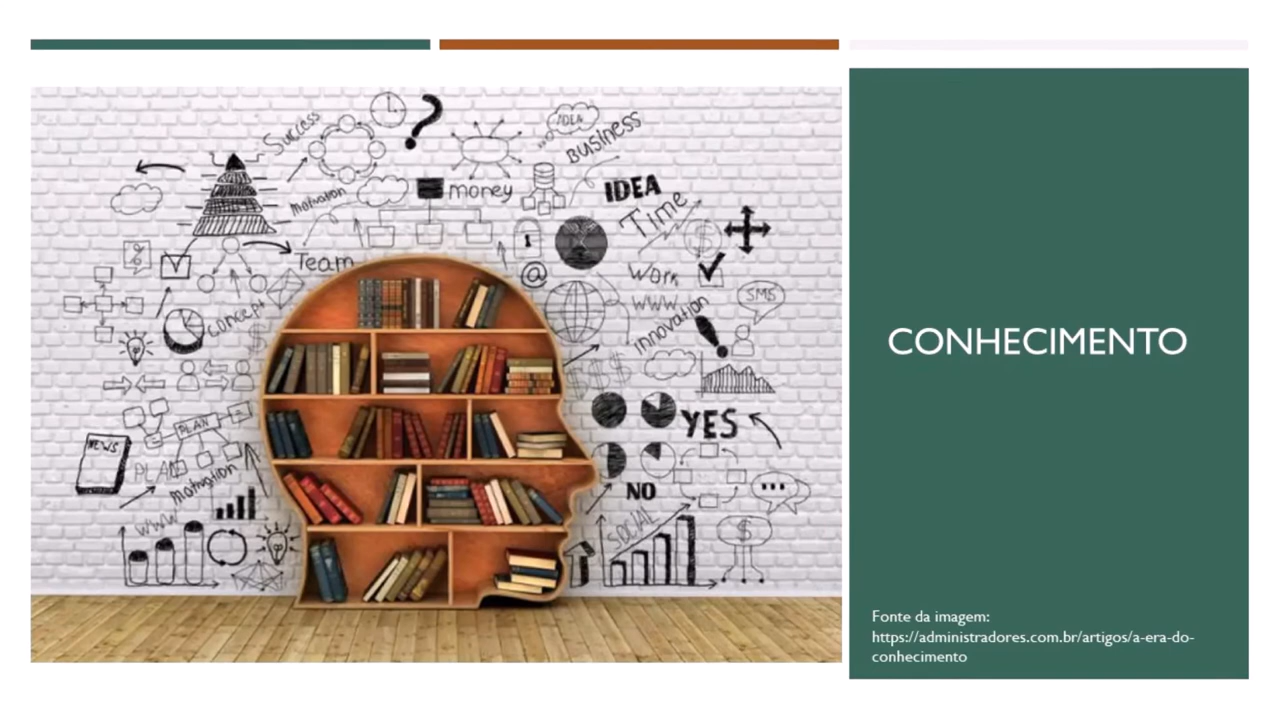 Success
?
IDEA
BUSINESS
Motivation
money
IDEA
Time
$
Team
@
Work
www
SMS
concept
innovation
!
$
$$$
PLAN
YES
NEWS
PLAN
Motivation
NO
...
www
SOCIAL
$
CONHECIMENTO
Fonte da imagem:
https://administradores.com.br/artigos/a-era-do-
conhecimento